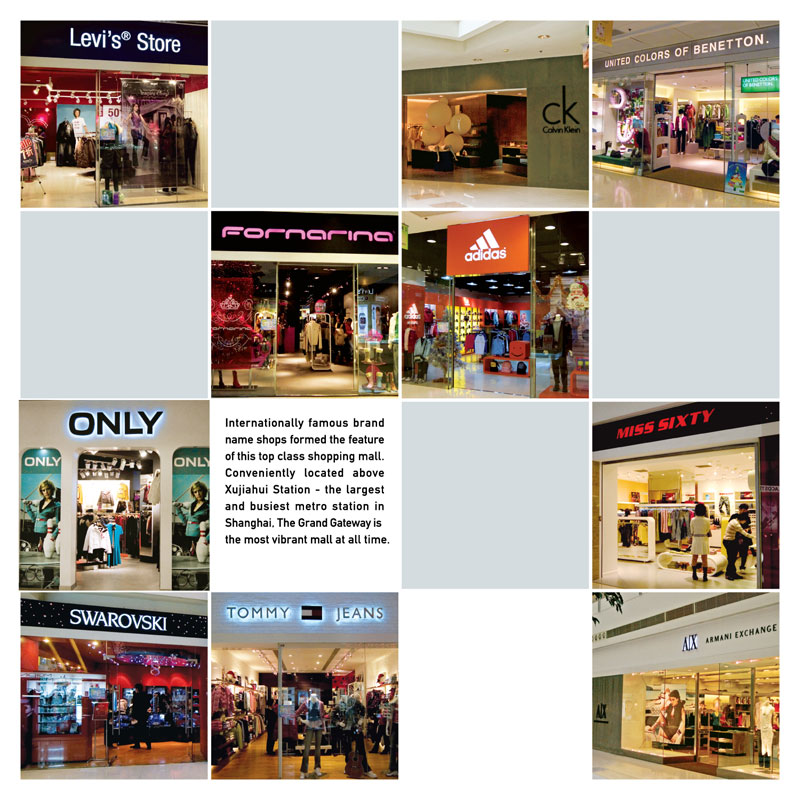 Levi's® Store
50
ck
Calvin Klein
UNITED COLORS OF BENETTON.
UNITED COLORS
OF BENETTON.
FORNARINA
FORNARINA
adidas
adidas
ONLY
ONLY
ONLY
Internationally famous brand
name shops formed the feature
of this top class shopping mall.
Conveniently located above
Xujiahui Station - the largest
and busiest metro station in
Shanghai. The Grand Gateway is
the most vibrant mall at all time.
MISS SIXTY
SWAROVSKI
TOMMY JEANS
A|X ARMANI EXCHANGE
A|X